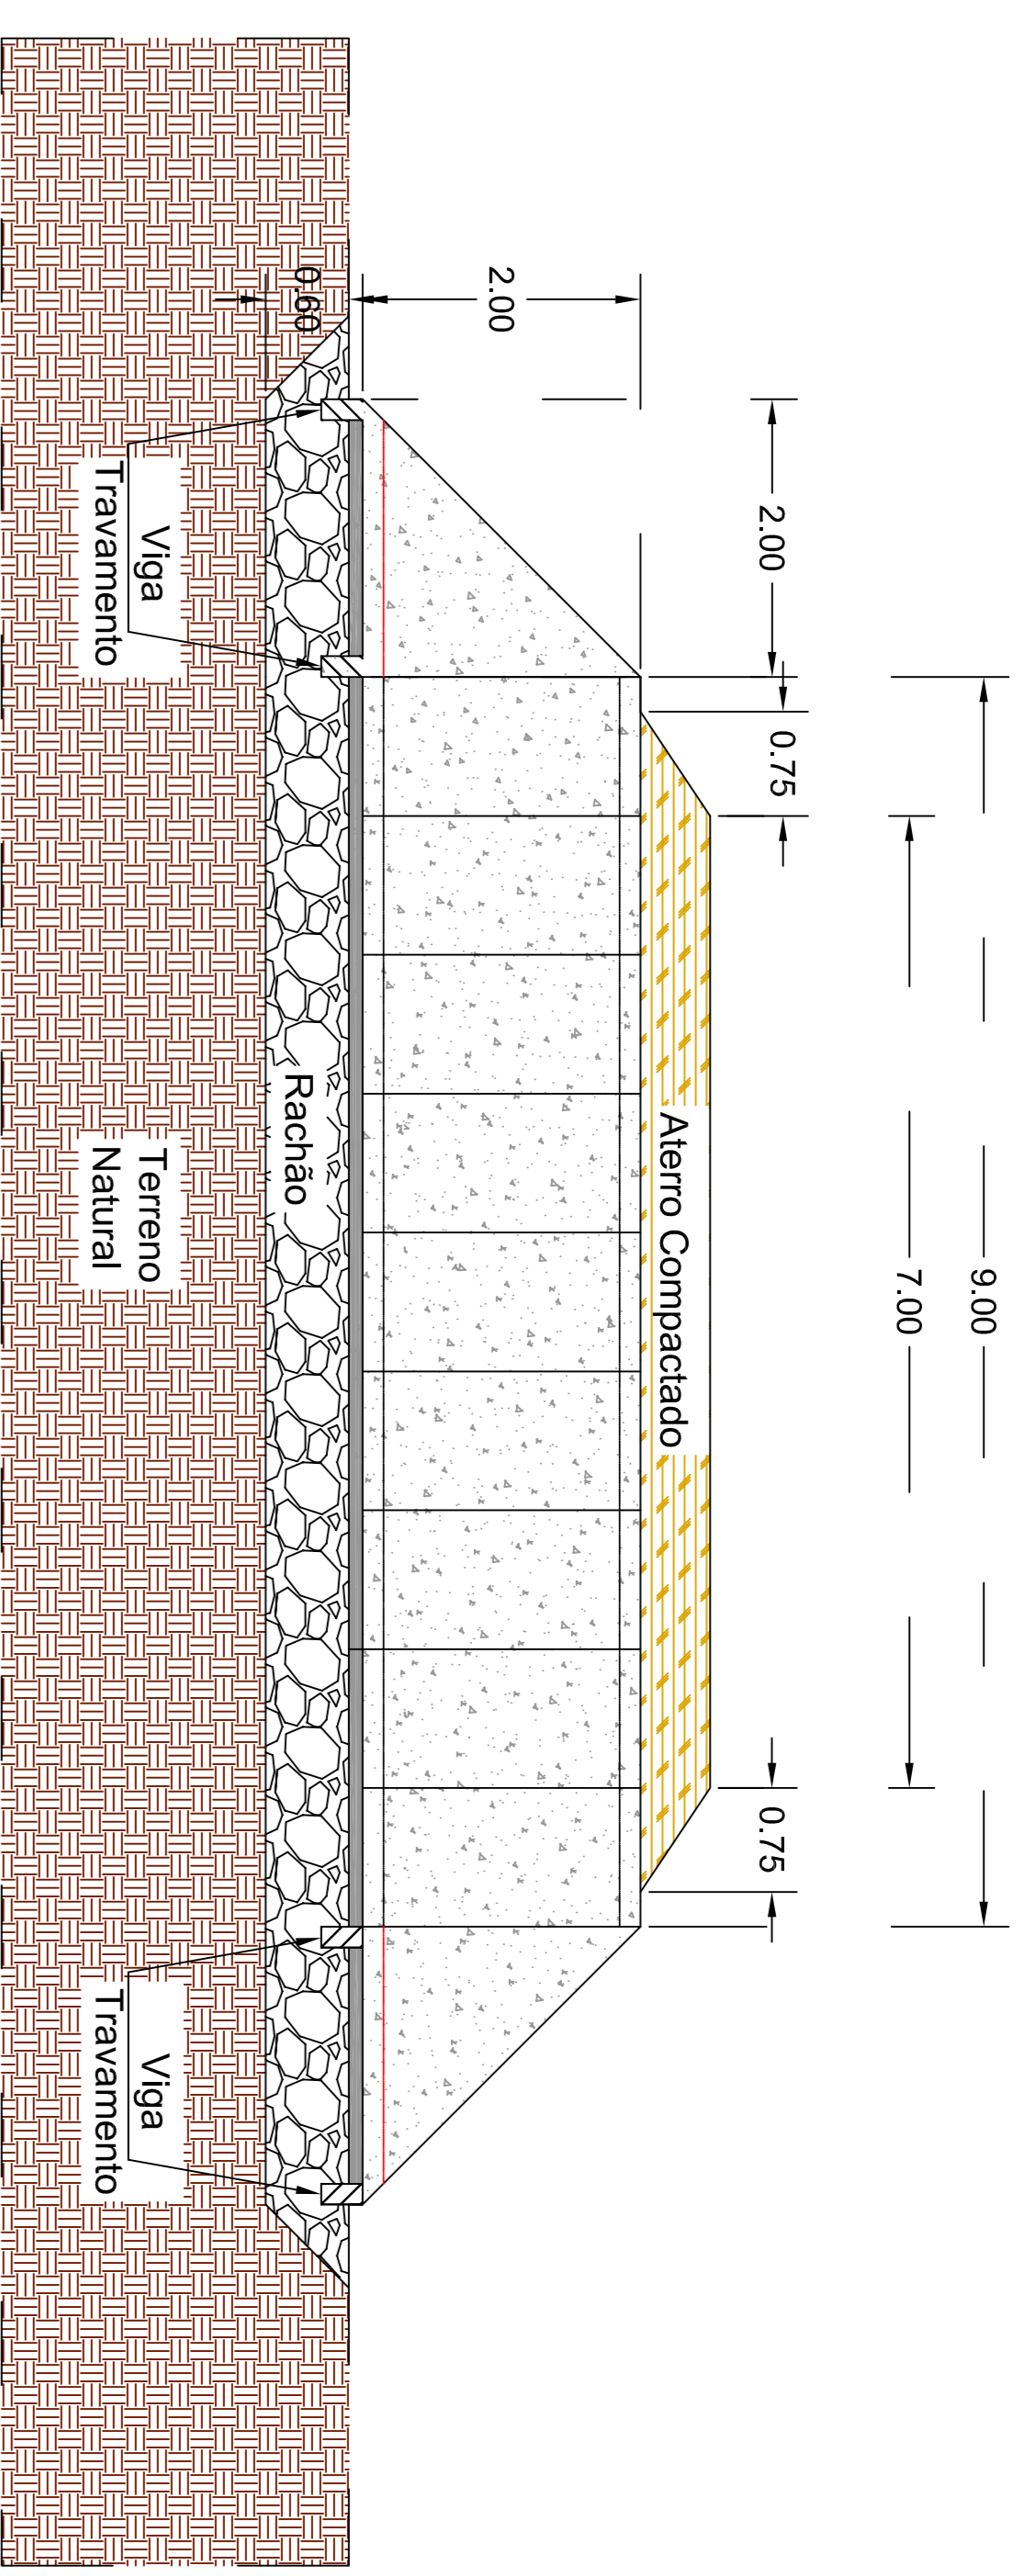 9.00
7.00
2.00
0.75
0.75
2.00
Aterro Compactado
0.60
Rachão
Viga
Travamento
Terreno
Natural
Viga
Travamento